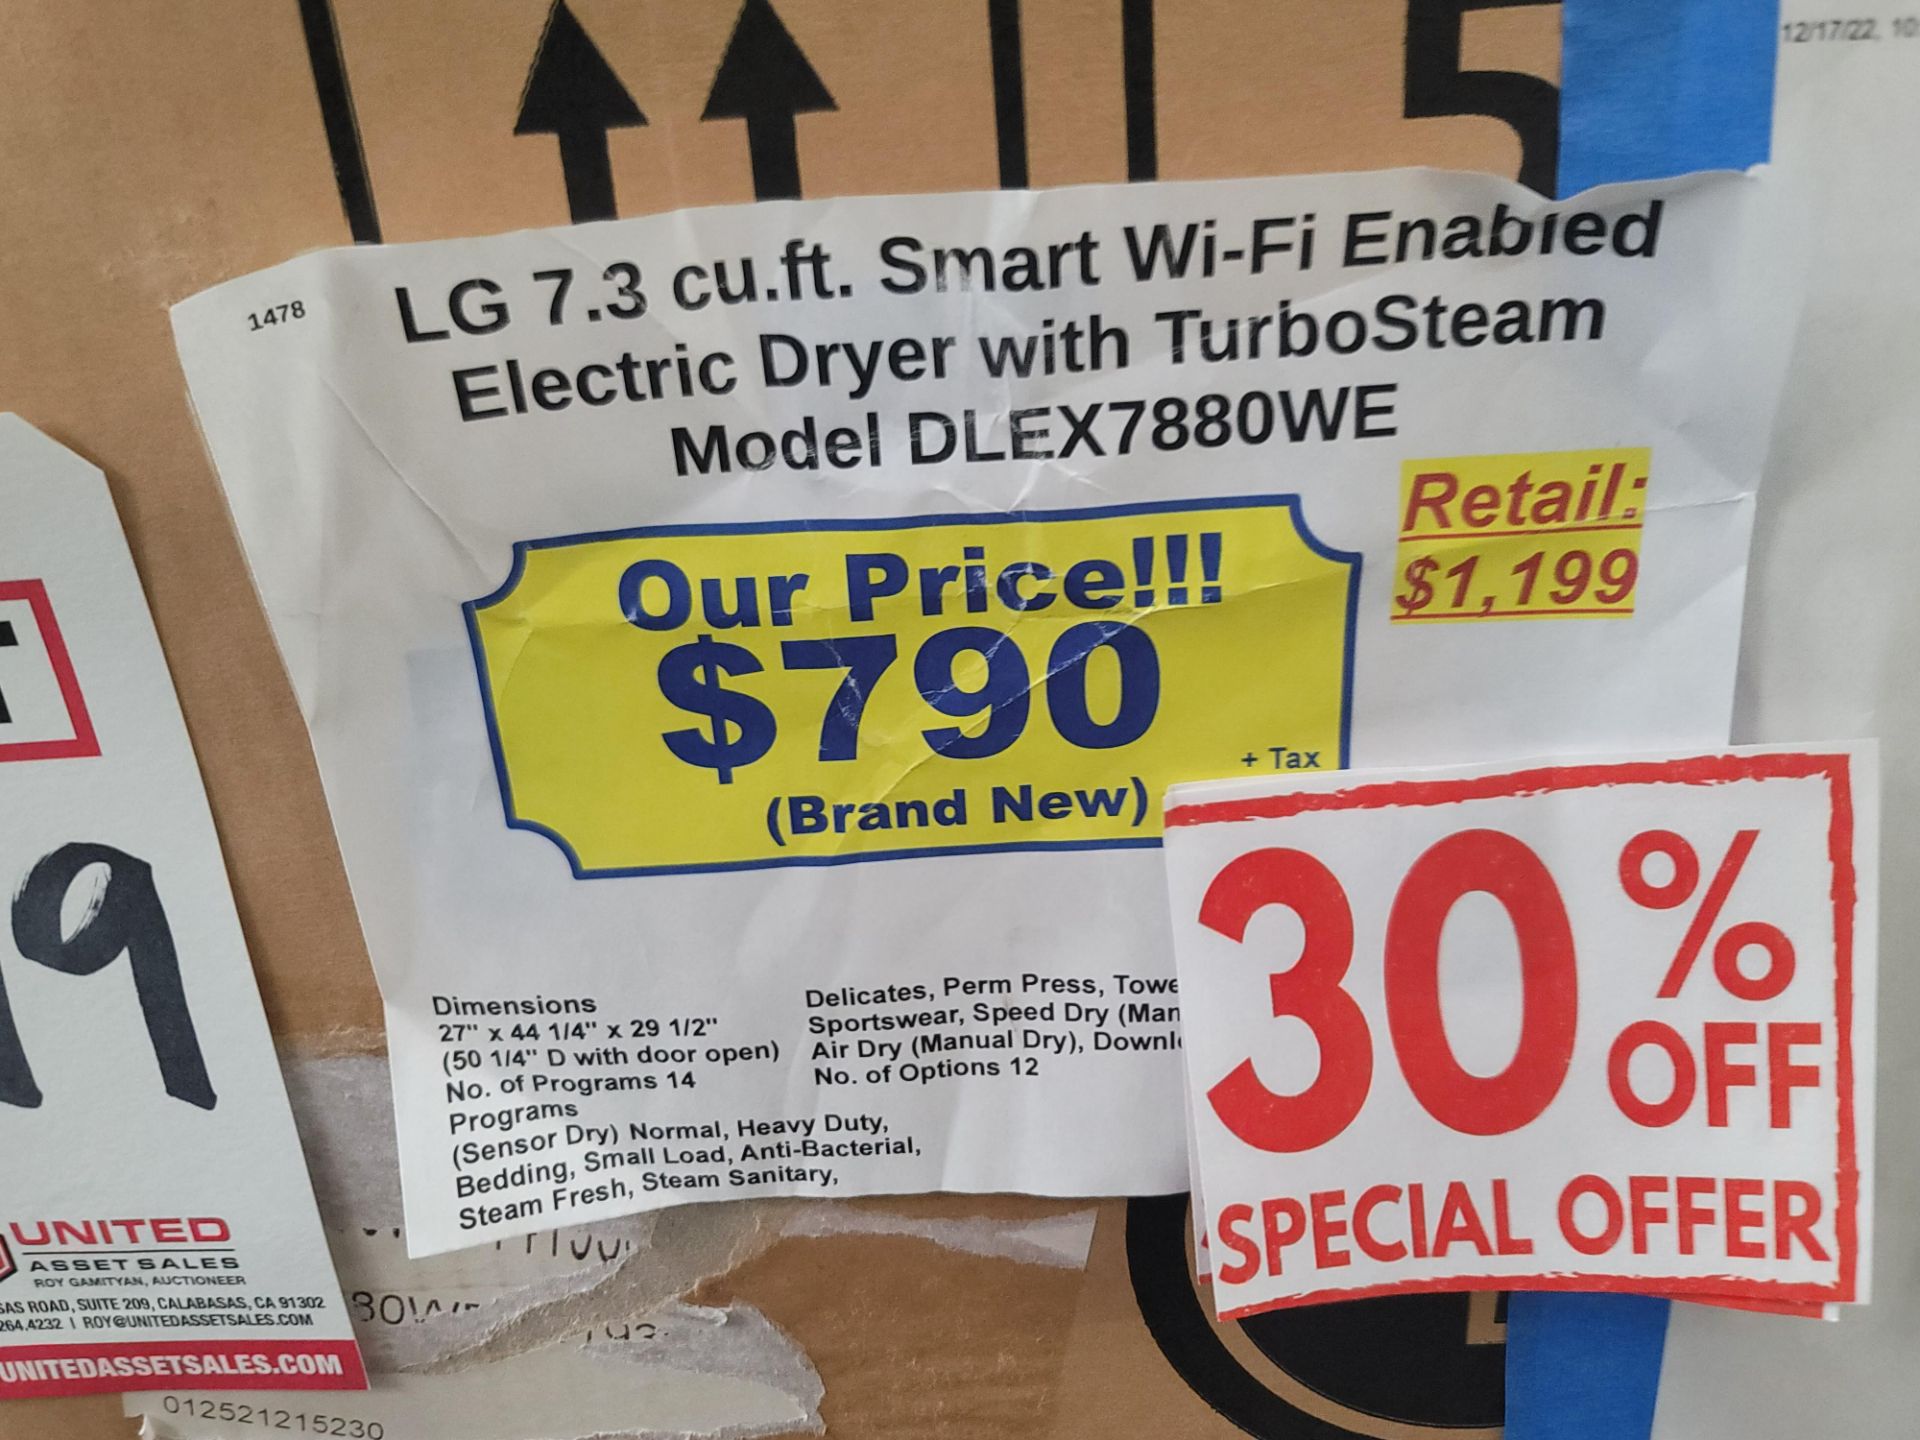 12/17/22, 10
1478
LG 7.3 cu.ft. Smart Wi-Fi Enabled
Electric Dryer with TurboSteam
Model DLEX7880WE
Retail:
$1,199
Our Price!!!
$790
+ Tax
(Brand New)
Dimensions
27" x 44 1/4" x 29 1/2"
(50 1/4" D with door open)
No. of Programs 14
Programs
(Sensor Dry) Normal, Heavy Duty,
Bedding, Small Load, Anti-Bacterial,
Steam Fresh, Steam Sanitary,
Delicates, Perm Press,
Sportswear, Speed Dry
Air Dry (Manual Dry),
No. of Options 12
30% OFF
SPECIAL OFFER
9
UNITED
ASSET SALES
ROY GAMITYAN, AUCTIONEER
ROAD, SUITE 209, CALABASAS, CA 91302
264.4232 | ROY@UNITEDASSETSALES.COM
UNITEDASSETSALES.COM
012521215230